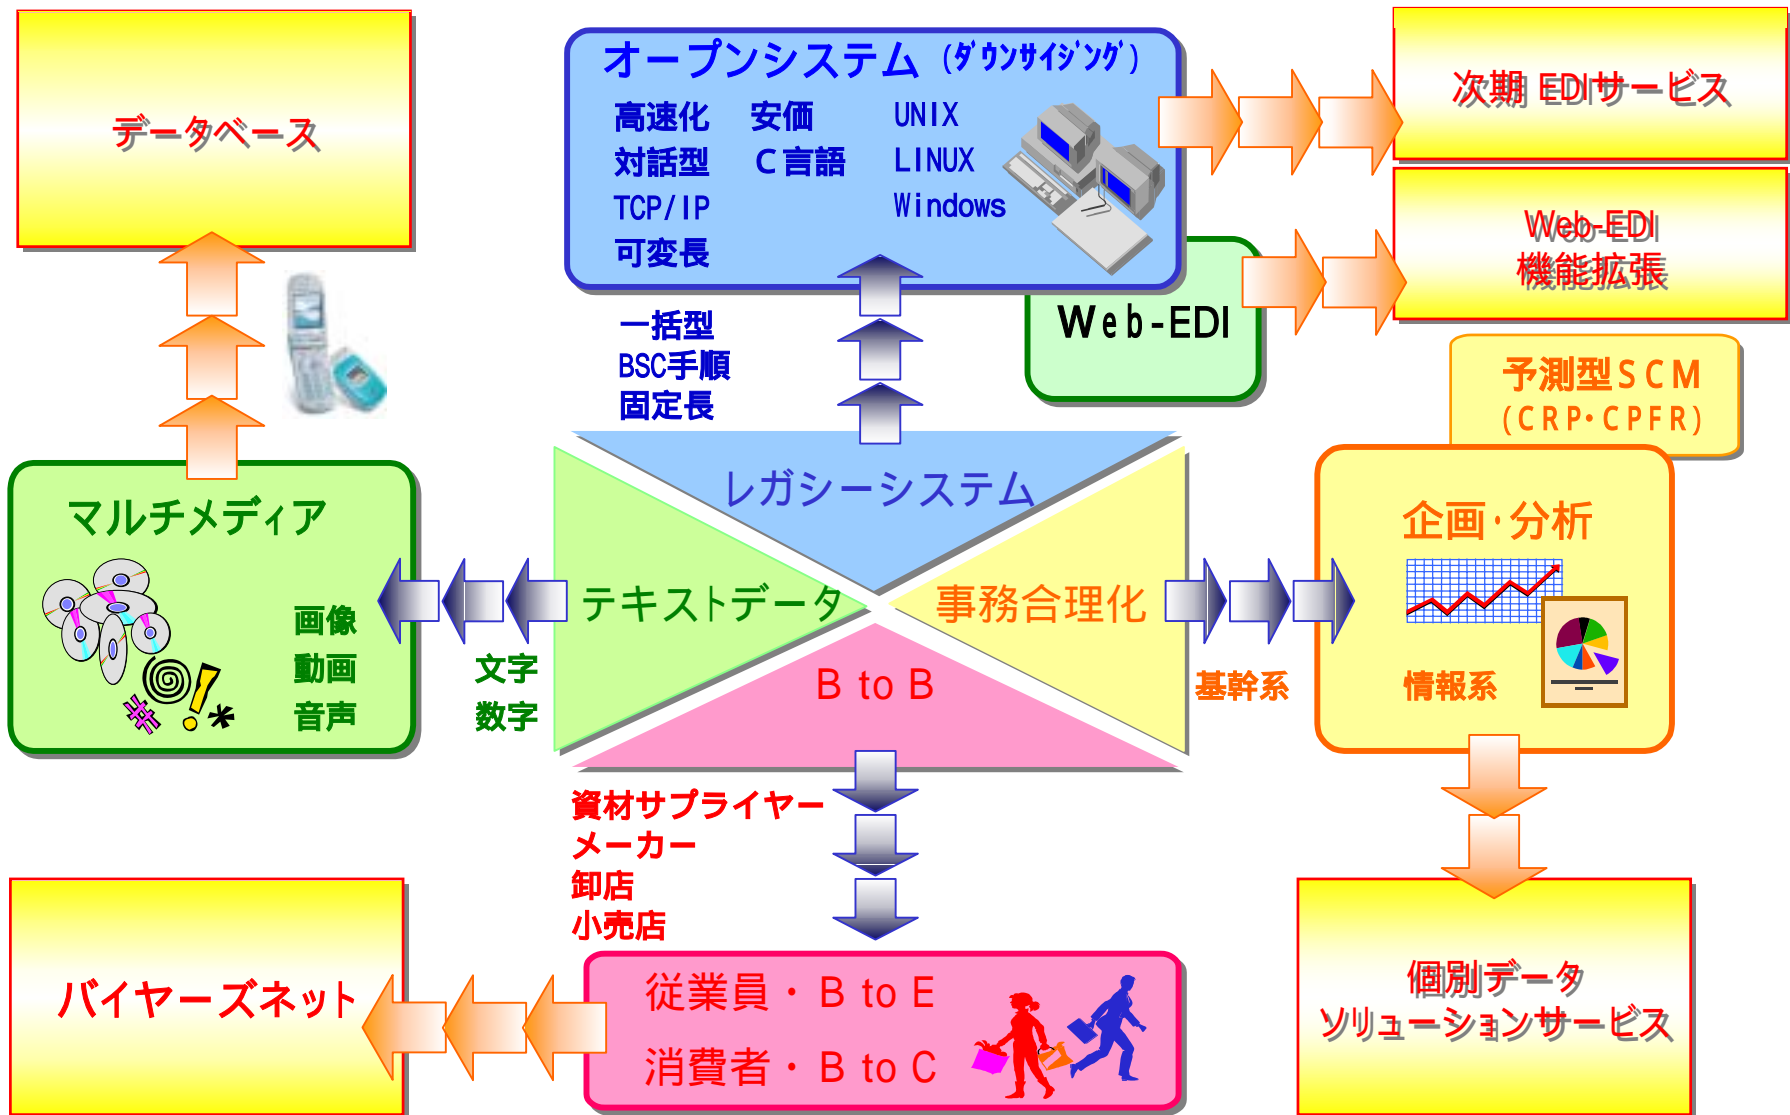 データベース
オープンシステム (ダウンサイジング)
高速化 安価 UNIX
対話型 C言語 LINUX
TCP/IP Windows
可変長
次期 EDIサービス
Web-EDI
機能拡張
Web-EDI
一括型
BSC手順
固定長
予測型SCM
(CRP・CPFR)
マルチメディア
画像
動画
音声
レガシーシステム
テキストデータ
事務合理化
B to B
文字
数字
基幹系
企画・分析
情報系
資材サプライヤー
メーカー
卸店
小売店
バイヤーズネット
従業員・B to E
消費者・B to C
個別データ
ソリューションサービス